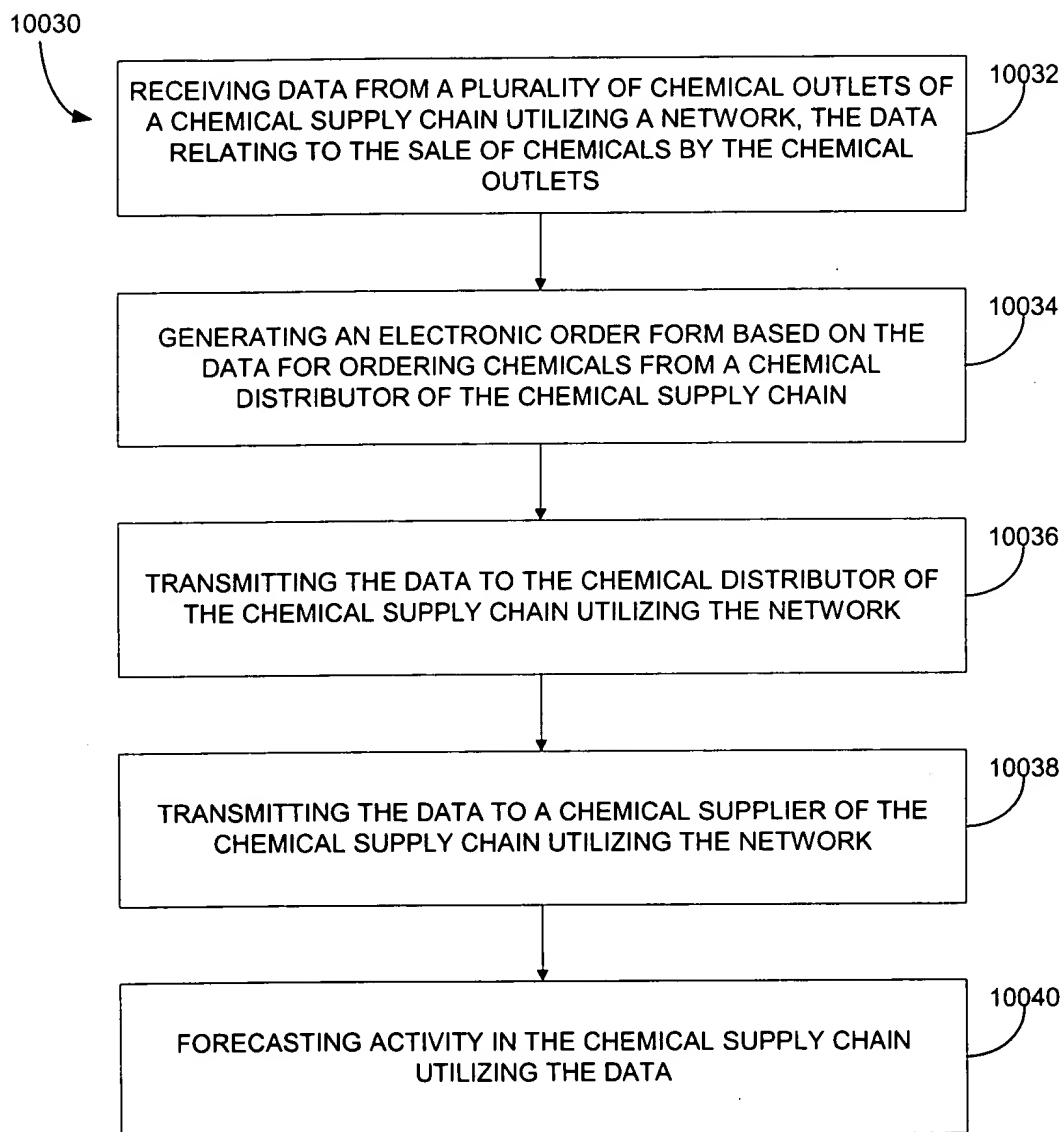 10030
10032
RECEIVING DATA FROM A PLURALITY OF CHEMICAL OUTLETS OF
A CHEMICAL SUPPLY CHAIN UTILIZING A NETWORK, THE DATA
RELATING TO THE SALE OF CHEMICALS BY THE CHEMICAL
OUTLETS
10034
GENERATING AN ELECTRONIC ORDER FORM BASED ON THE
DATA FOR ORDERING CHEMICALS FROM A CHEMICAL
DISTRIBUTOR OF THE CHEMICAL SUPPLY CHAIN
10036
TRANSMITTING THE DATA TO THE CHEMICAL DISTRIBUTOR OF
THE CHEMICAL SUPPLY CHAIN UTILIZING THE NETWORK
10038
TRANSMITTING THE DATA TO A CHEMICAL SUPPLIER OF THE
CHEMICAL SUPPLY CHAIN UTILIZING THE NETWORK
10040
FORECASTING ACTIVITY IN THE CHEMICAL SUPPLY CHAIN
UTILIZING THE DATA